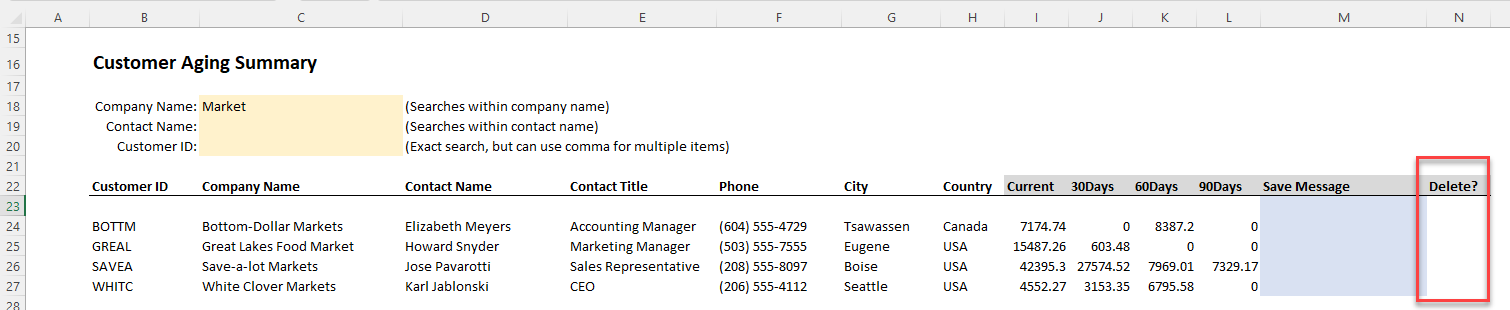 A B C D E F G H I J K L M N
15
16 Customer Aging Summary
17
18 Company Name: Market (Searches within company name)
19 Contact Name: (Searches within contact name)
20 Customer ID: (Exact search, but can use comma for multiple items)
21
22 Customer ID Company Name Contact Name Contact Title Phone City Country Current 30Days 60Days 90Days Save Message Delete?
23
24 BOTTM Bottom-Dollar Markets Elizabeth Meyers Accounting Manager (604) 555-4729 Tsawassen Canada 7174.74 0 8387.2 0
25 GREAL Great Lakes Food Market Howard Snyder Marketing Manager (503) 555-7555 Eugene USA 15487.26 603.48 0 0
26 SAVEA Save-a-lot Markets Jose Pavarotti Sales Representative (208) 555-8097 Boise USA 42395.3 27574.52 7969.01 7329.17
27 WHITC White Clover Markets Karl Jablonski CEO (206) 555-4112 Seattle USA 4552.27 3153.35 6795.58 0
28